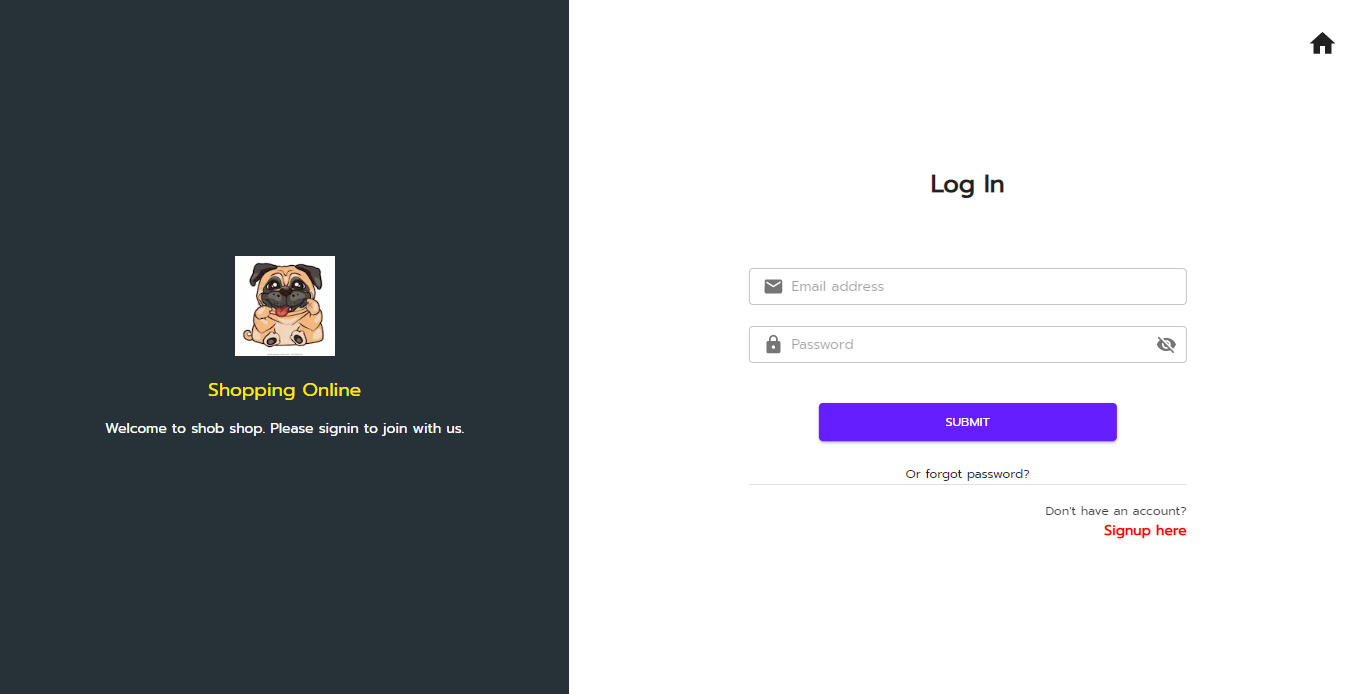 Log In
Email address
Password
Shopping Online
Welcome to shob shop. Please signin to join with us.
SUBMIT
Or forgot password?
Don't have an account?
Signup here